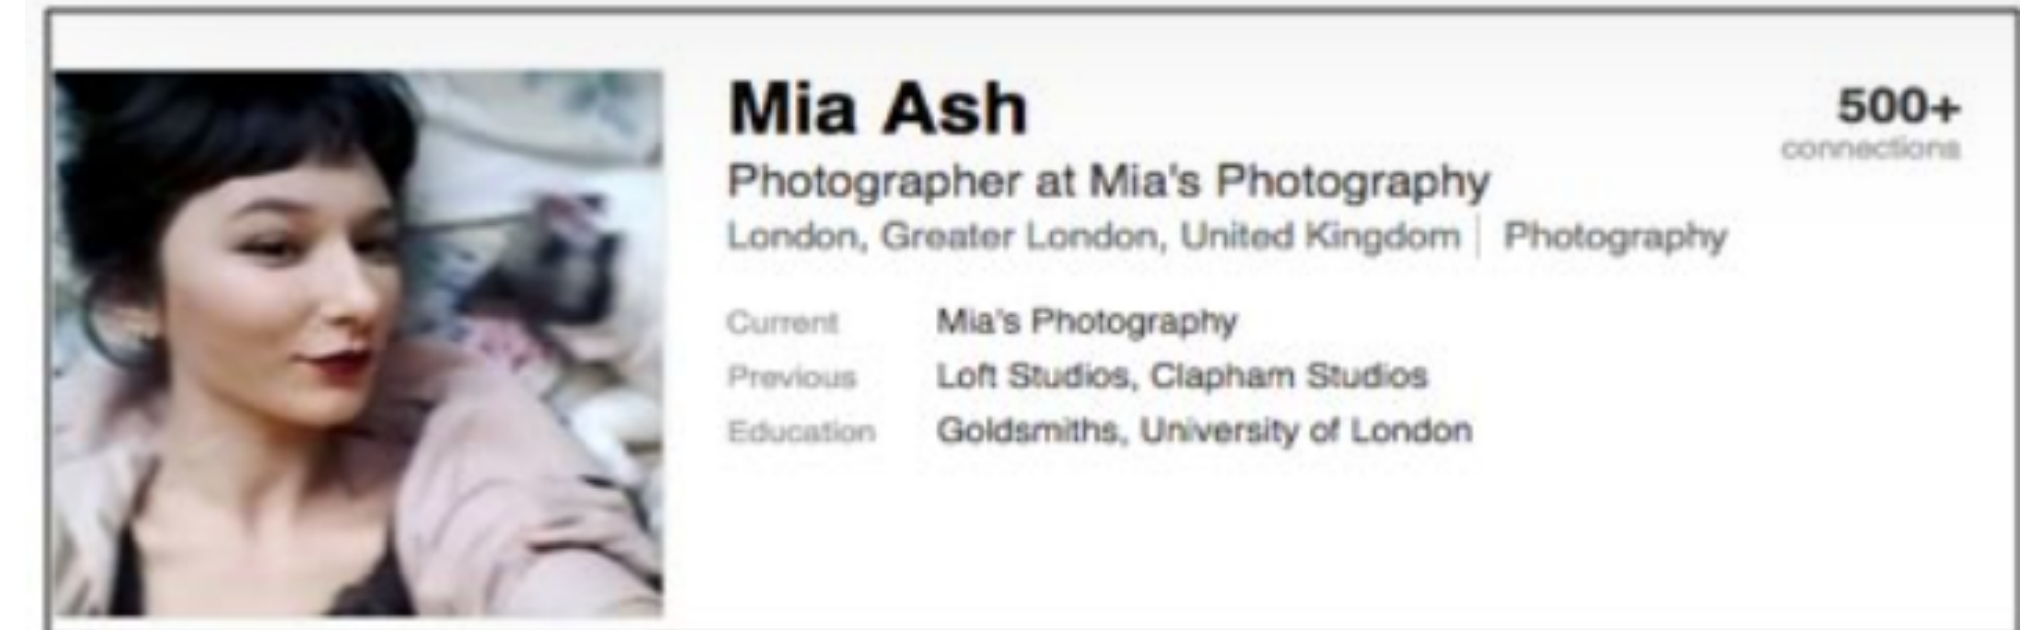 Mia Ash
500+
connections
Photographer at Mia's Photography
London, Greater London, United Kingdom | Photography
Current Mia's Photography
Previous Loft Studios, Clapham Studios
Education Goldsmiths, University of London